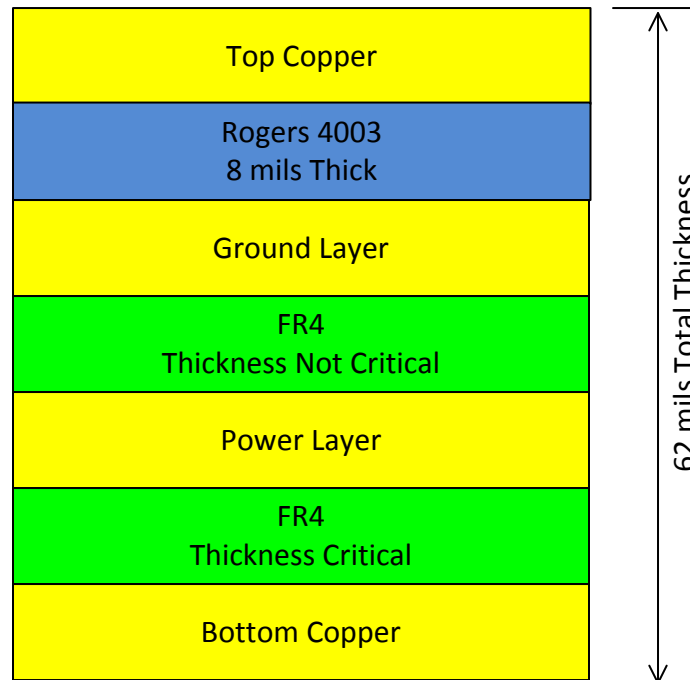 Top Copper
Rogers 4003
8 mils Thick
Ground Layer
FR4
Thickness Not Critical
Power Layer
FR4
Thickness Critical
Bottom Copper
62 mils Total Thickness